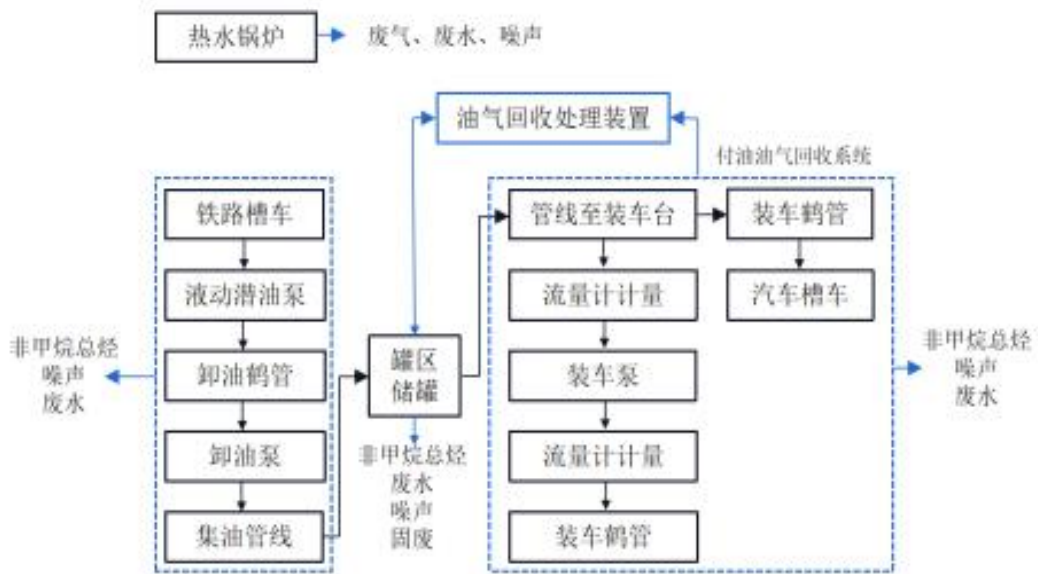 热水锅炉
废气、废水、噪声
油气回收处理装置
付油油气回收系统
铁路槽车
液动潜油泵
卸油鹤管
卸油泵
集油管线
非甲烷总烃
噪声
废水
罐区
储罐
非甲烷总烃
废水
噪声
固废
管线至装车台
流量计计量
装车泵
流量计计量
装车鹤管
装车鹤管
汽车槽车
非甲烷总烃
噪声
废水